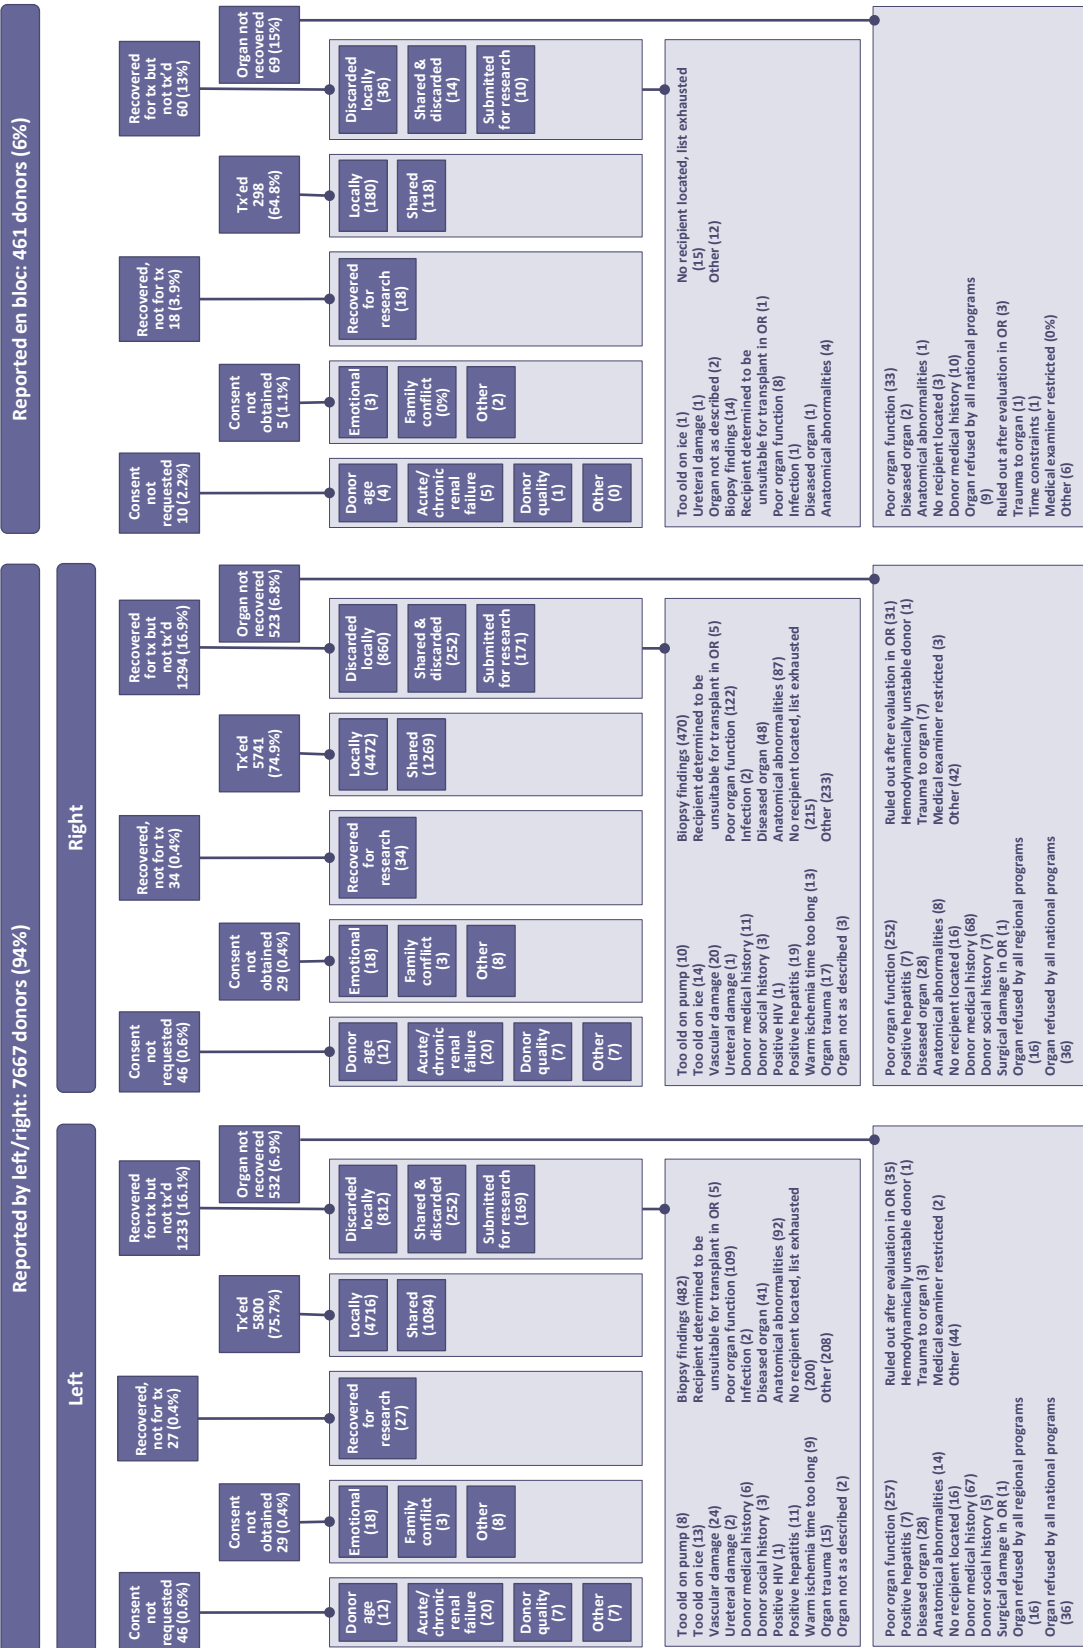 Reported by left/right: 7667 donors (94%)
Left
Consent
not
requested
46 (0.6%)
Consent
not
obtained
29 (0.4%)
Recovered,
not for tx
27 (0.4%)
Tx'ed
5800
(75.7%)
Recovered
for tx but
not tx'd
1233 (16.1%)
Organ not
recovered
532 (6.9%)
Donor
age
(12)
Acute/
chronic
renal
failure
(20)
Donor
quality
(7)
Other
(7)
Emotional
(18)
Family
conflict
(3)
Other
(8)
Recovered
for
research
(27)
Locally
(4716)
Shared
(1084)
Discarded
locally
(812)
Shared &
discarded
(252)
Submitted
for research
(169)
Too old on pump (8)
Too old on ice (13)
Vascular damage (24)
Ureteral damage (2)
Donor medical history (6)
Donor social history (3)
Positive HIV (1)
Positive hepatitis (11)
Warm ischemia time too long (9)
Organ trauma (15)
Organ not as described (2)
Biopsy findings (482)
Recipient determined to be
unsuitable for transplant in OR (5)
Poor organ function (109)
Infection (2)
Diseased organ (41)
Anatomical abnormalities (92)
No recipient located, list exhausted
(200)
Other (208)
Poor organ function (257)
Positive hepatitis (7)
Diseased organ (28)
Anatomical abnormalities (14)
No recipient located (16)
Donor medical history (67)
Donor social history (5)
Surgical damage in OR (1)
Organ refused by all regional programs
(16)
Organ refused by all national programs
(36)
Ruled out after evaluation in OR (35)
Hemodynamically unstable donor (1)
Trauma to organ (3)
Medical examiner restricted (2)
Other (44)
Right
Consent
not
requested
46 (0.6%)
Consent
not
obtained
29 (0.4%)
Recovered,
not for tx
34 (0.4%)
Tx'ed
5741
(74.9%)
Recovered
for tx but
not tx'd
1294 (16.9%)
Organ not
recovered
523 (6.8%)
Donor
age
(12)
Acute/
chronic
renal
failure
(20)
Donor
quality
(7)
Other
(7)
Emotional
(18)
Family
conflict
(3)
Other
(8)
Recovered
for
research
(34)
Locally
(4472)
Shared
(1269)
Discarded
locally
(860)
Shared &
discarded
(252)
Submitted
for research
(171)
Too old on pump (10)
Too old on ice (14)
Vascular damage (20)
Ureteral damage (1)
Donor medical history (11)
Donor social history (3)
Positive HIV (1)
Positive hepatitis (19)
Warm ischemia time too long (13)
Organ trauma (17)
Organ not as described (3)
Biopsy findings (470)
Recipient determined to be
unsuitable for transplant in OR (5)
Poor organ function (122)
Infection (2)
Diseased organ (48)
Anatomical abnormalities (87)
No recipient located, list exhausted
(215)
Other (233)
Poor organ function (252)
Positive hepatitis (7)
Diseased organ (28)
Anatomical abnormalities (8)
No recipient located (16)
Donor medical history (68)
Donor social history (7)
Surgical damage in OR (1)
Organ refused by all regional programs
(16)
Organ refused by all national programs
(36)
Ruled out after evaluation in OR (31)
Hemodynamically unstable donor (1)
Trauma to organ (7)
Medical examiner restricted (3)
Other (42)
Reported en bloc: 461 donors (6%)
Consent
not
requested
10 (2.2%)
Consent
not
obtained
5 (1.1%)
Recovered,
not for tx
18 (3.9%)
Tx'ed
298
(64.8%)
Recovered
for tx but
not tx'd
60 (13%)
Organ not
recovered
69 (15%)
Donor
age
(4)
Acute/
chronic
renal
failure
(5)
Donor
quality
(1)
Other
(0)
Emotional
(3)
Family
conflict
(0%)
Other
(2)
Recovered
for
research
(18)
Locally
(180)
Shared
(118)
Discarded
locally
(36)
Shared &
discarded
(14)
Submitted
for research
(10)
Too old on ice (1)
Ureteral damage (1)
Organ not as described (2)
Biopsy findings (14)
Recipient determined to be
unsuitable for transplant in OR (1)
Poor organ function (8)
Infection (1)
Diseased organ (1)
Anatomical abnormalities (4)
No recipient located, list exhausted
(15)
Other (12)
Poor organ function (33)
Diseased organ (2)
Anatomical abnormalities (1)
No recipient located (3)
Donor medical history (10)
Organ refused by all national programs
(9)
Ruled out after evaluation in OR (3)
Trauma to organ (1)
Time constraints (1)
Medical examiner restricted (0%)
Other (6)